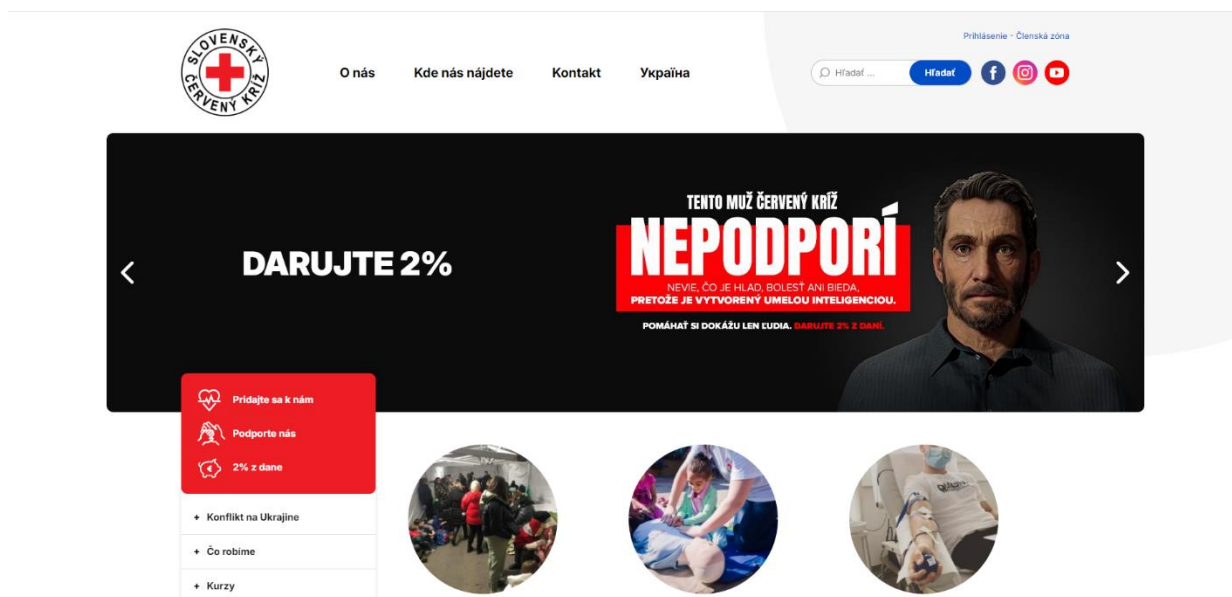 Prihlásenie - Členská zóna
SLOVENSKÝ ČERVENÝ KRÍŽ
O nás
Kde nás nájdete
Kontakt
Україна
Hľadať ...
Hľadať
DARUJTE 2%
TENTO MUŽ ČERVENÝ KRÍŽ
NEPODPORÍ
NEVIE, ČO JE HLAD, BOLESŤ ANI BIEDA,
PRETOŽE JE VYTVORENÝ UMELOU INTELIGENCIOU.
POMÁHAŤ SI DOKÁŽU LEN ĽUDIA. DARUJTE 2% Z DANÍ.
Pridajte sa k nám
Podporte nás
2% z dane
+ Konflikt na Ukrajine
+ Čo robíme
+ Kurzy